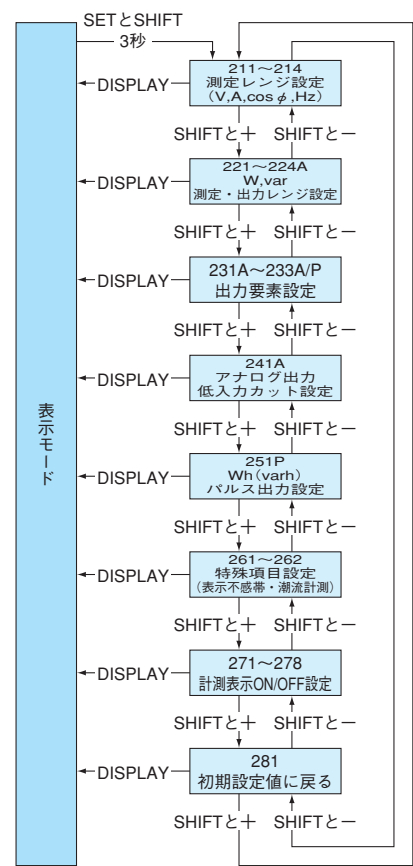 SETとSHIFT
3秒
211〜214
測定レンジ設定
(V,A,cosφ,Hz)
DISPLAY
SHIFTと＋ SHIFTとー
221〜224A
W,var
測定・出力レンジ設定
DISPLAY
SHIFTと＋ SHIFTとー
231A〜233A/P
出力要素設定
DISPLAY
SHIFTと＋ SHIFTとー
241A
アナログ出力
低入力カット設定
DISPLAY
SHIFTと＋ SHIFTとー
表示モード
251P
Wh(varh)
パルス出力設定
DISPLAY
SHIFTと＋ SHIFTとー
261〜262
特殊項目設定
(表示不感帯・潮流計測)
DISPLAY
SHIFTと＋ SHIFTとー
271〜278
計測表示ON/OFF設定
DISPLAY
SHIFTと＋ SHIFTとー
281
初期設定値に戻る
DISPLAY
SHIFTと＋ SHIFTとー